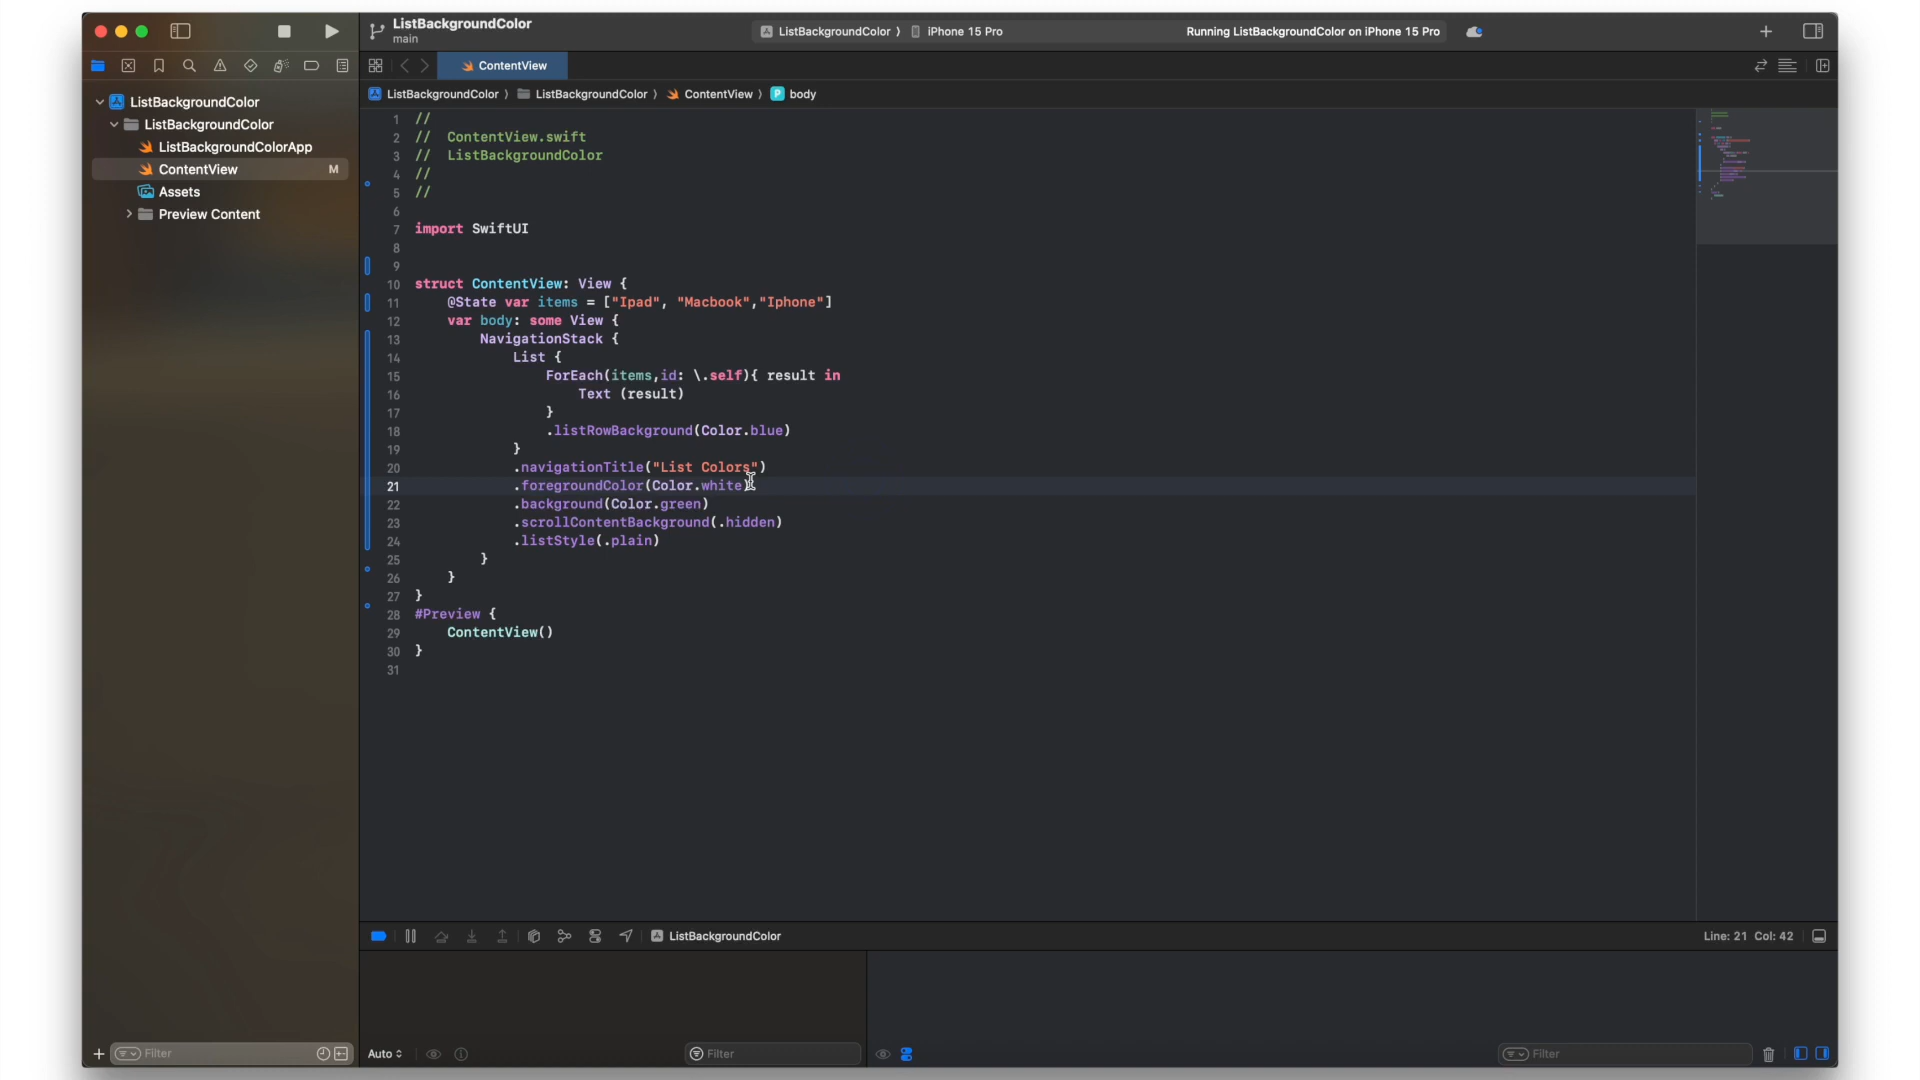 ListBackgroundColor
main
ListBackgroundColor 〉 iPhone 15 Pro
Running ListBackgroundColor on iPhone 15 Pro
ContentView
ListBackgroundColor 〉 ListBackgroundColor 〉 ContentView 〉 P body
ListBackgroundColor
ListBackgroundColor
ListBackgroundColorApp
ContentView M
Assets
Preview Content
1 //
2 //  ContentView.swift
3 //  ListBackgroundColor
4 //
5 //
6
7 import SwiftUI
8
9
10 struct ContentView: View {
11     @State var items = ["Ipad", "Macbook","Iphone"]
12     var body: some View {
13         NavigationStack {
14             List {
15                 ForEach(items,id: \.self){ result in
16                     Text (result)
17                 }
18                 .listRowBackground(Color.blue)
19             }
20             .navigationTitle("List Colors")
21             .foregroundColor(Color.white)
22             .background(Color.green)
23             .scrollContentBackground(.hidden)
24             .listStyle(.plain)
25         }
26     }
27 }
28 #Preview {
29     ContentView()
30 }
31
ListBackgroundColor
Line: 21 Col: 42
Filter
Auto
Filter
Filter